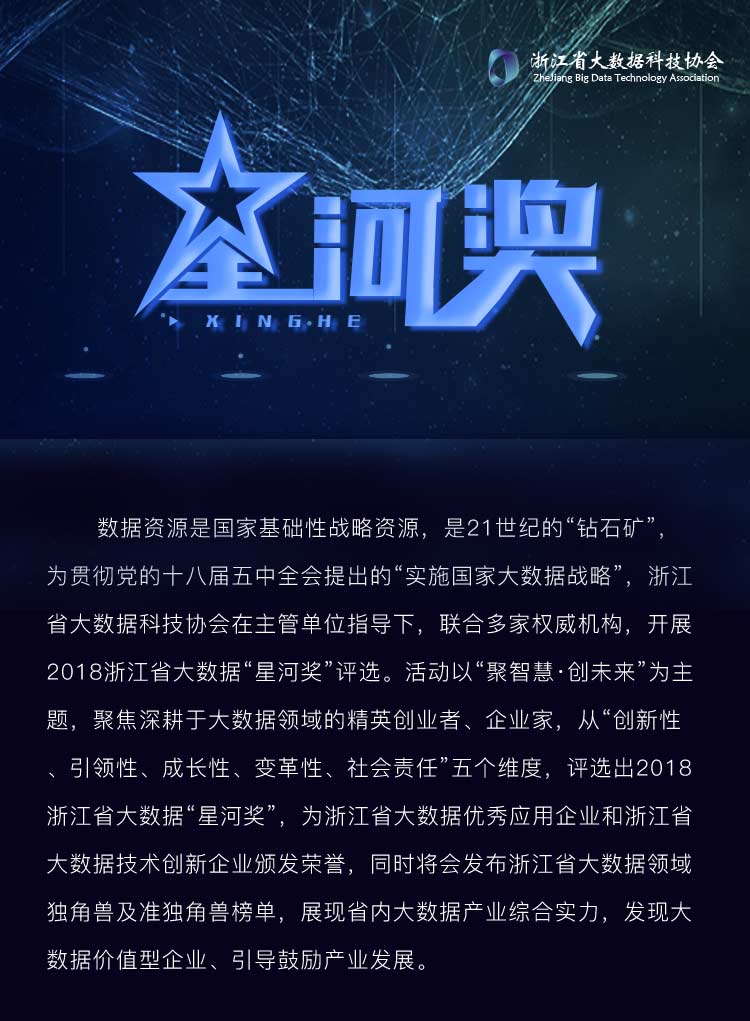 浙江省大数据科技协会
ZheJiang Big Data Technology Association
星河奖
XINGHE
数据资源是国家基础性战略资源，是21世纪的“钻石矿”，
为贯彻党的十八届五中全会提出的“实施国家大数据战略”，浙江
省大数据科技协会在主管单位指导下，联合多家权威机构，开展
2018浙江省大数据“星河奖”评选。活动以“聚智慧·创未来”为主
题，聚焦深耕于大数据领域的精英创业者、企业家，从“创新性
、引领性、成长性、变革性、社会责任”五个维度，评选出2018
浙江省大数据“星河奖”，为浙江省大数据优秀应用企业和浙江省
大数据技术创新企业颁发荣誉，同时将会发布浙江省大数据领域
独角兽及准独角兽榜单，展现省内大数据产业综合实力，发现大
数据价值型企业、引导鼓励产业发展。